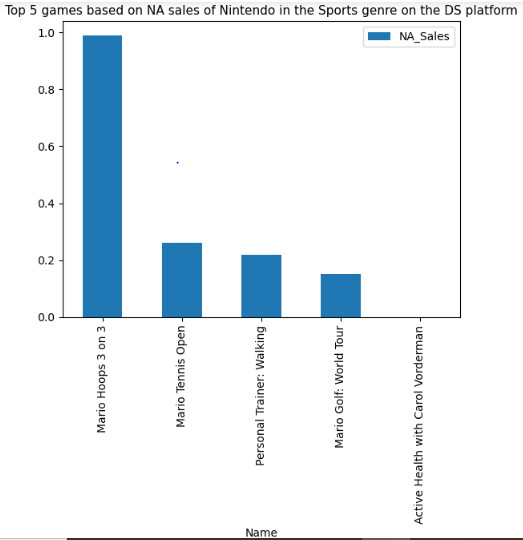 Top 5 games based on NA sales of Nintendo in the Sports genre on the DS platform
NA_Sales
1.0
0.8
0.6
0.4
0.2
0.0
Mario Hoops 3 on 3
Mario Tennis Open
Personal Trainer: Walking
Mario Golf: World Tour
Active Health with Carol Vorderman
Name